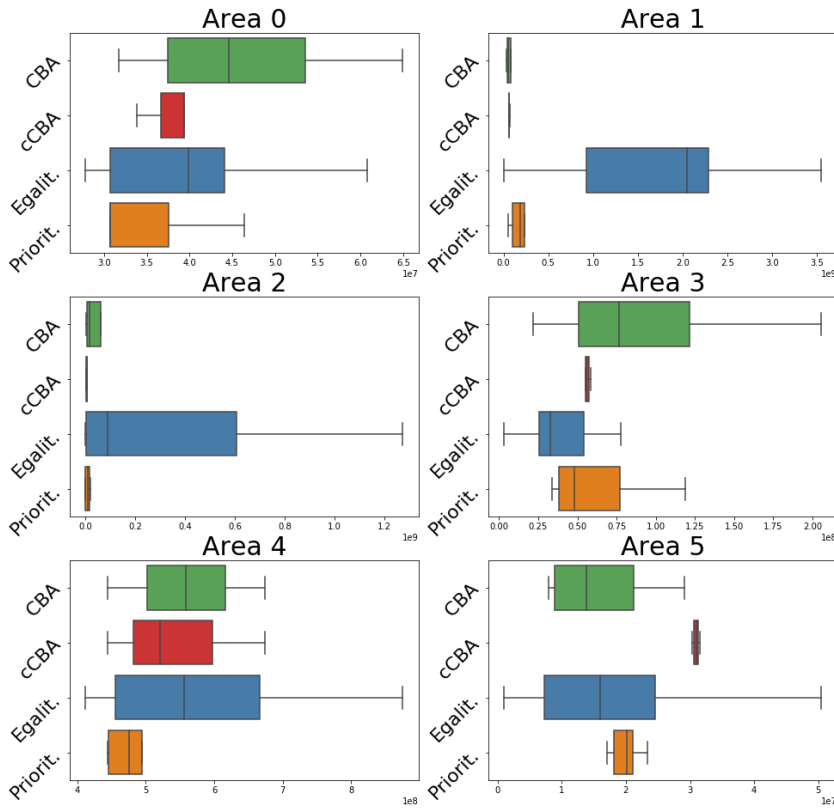 Area 0
CBA
cCBA
Egalit.
Priorit.
3.0 3.5 4.0 4.5 5.0 5.5 6.0 6.5
1e7
Area 1
CBA
cCBA
Egalit.
Priorit.
0.0 0.5 1.0 1.5 2.0 2.5 3.0 3.5
1e9
Area 2
CBA
cCBA
Egalit.
Priorit.
0.0 0.2 0.4 0.6 0.8 1.0 1.2
1e9
Area 3
CBA
cCBA
Egalit.
Priorit.
0.00 0.25 0.50 0.75 1.00 1.25 1.50 1.75 2.00
1e8
Area 4
CBA
cCBA
Egalit.
Priorit.
4 5 6 7 8
1e8
Area 5
CBA
cCBA
Egalit.
Priorit.
0 1 2 3 4 5
1e7